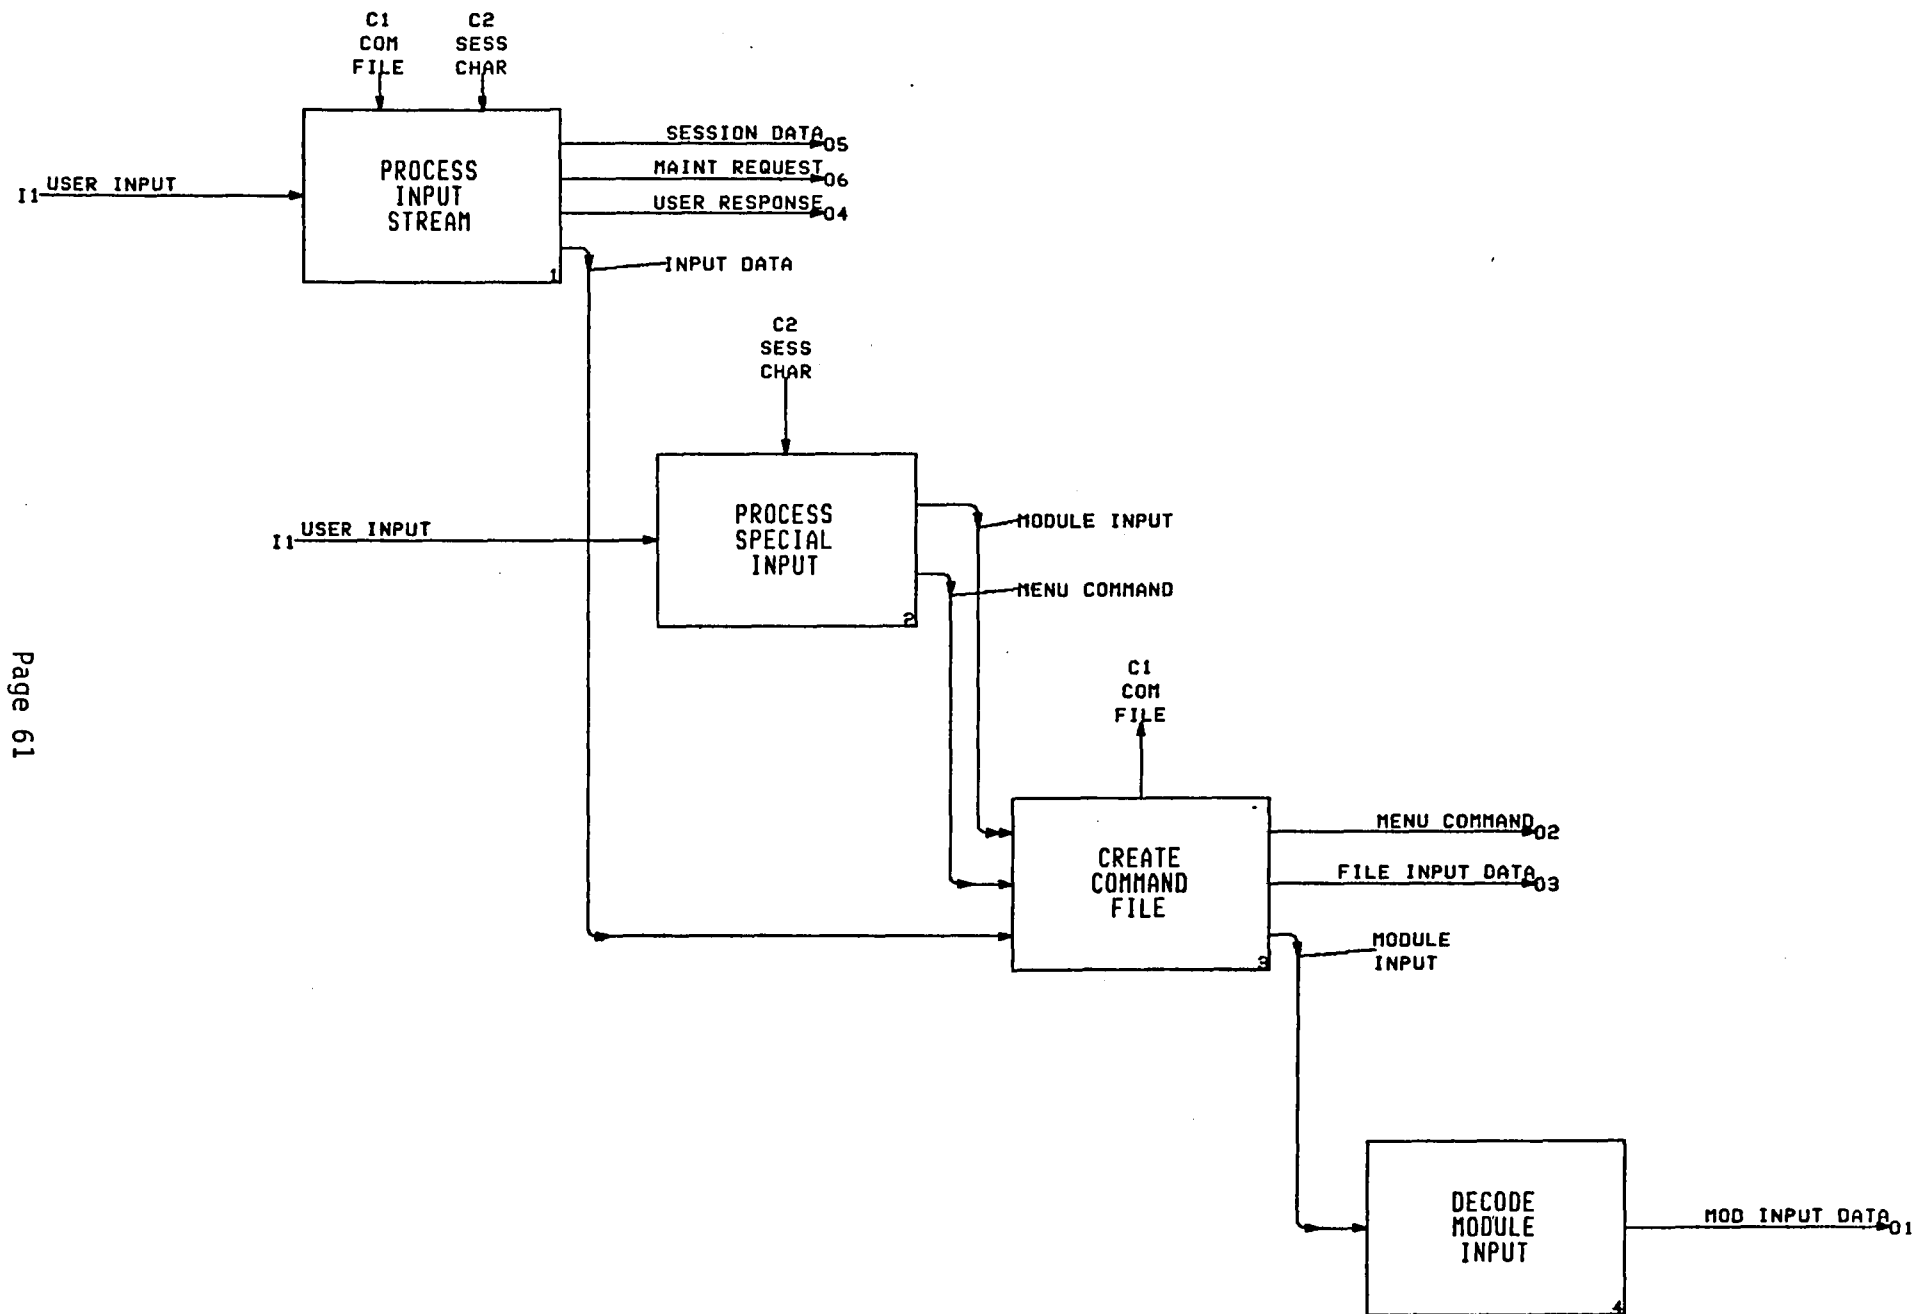 C1
COM
FILE
C2
SESS
CHAR
I1 USER INPUT
PROCESS
INPUT
STREAM
1
SESSION DATA O5
MAINT REQUEST O6
USER RESPONSE O4
INPUT DATA
C2
SESS
CHAR
I1 USER INPUT
PROCESS
SPECIAL
INPUT
2
MODULE INPUT
MENU COMMAND
C1
COM
FILE
CREATE
COMMAND
FILE
3
MENU COMMAND O2
FILE INPUT DATA O3
MODULE
INPUT
DECODE
MODULE
INPUT
4
MOD INPUT DATA O1
Page 61